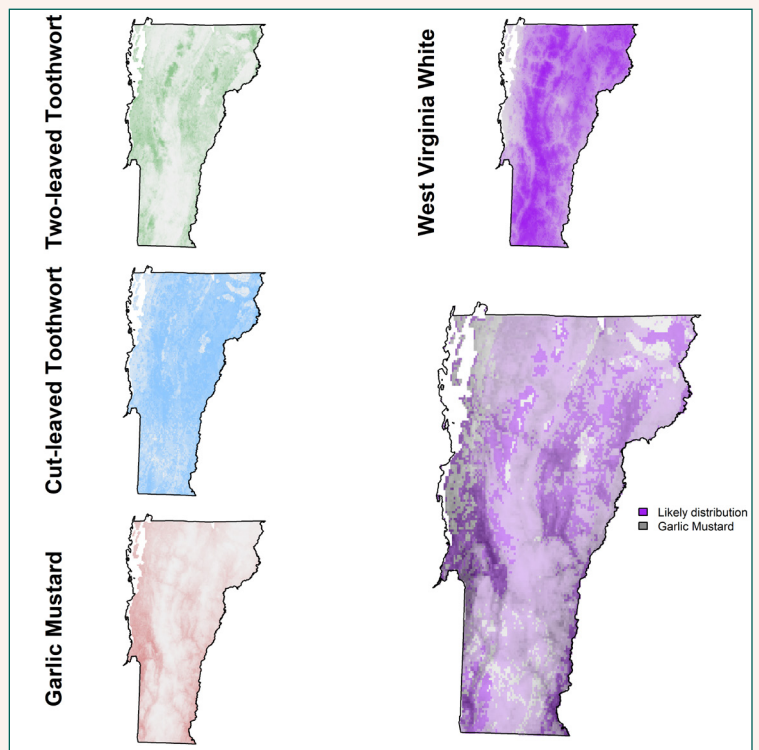 Two-leaved Toothwort
West Virginia White
Cut-leaved Toothwort
Garlic Mustard
Likely distribution
Garlic Mustard